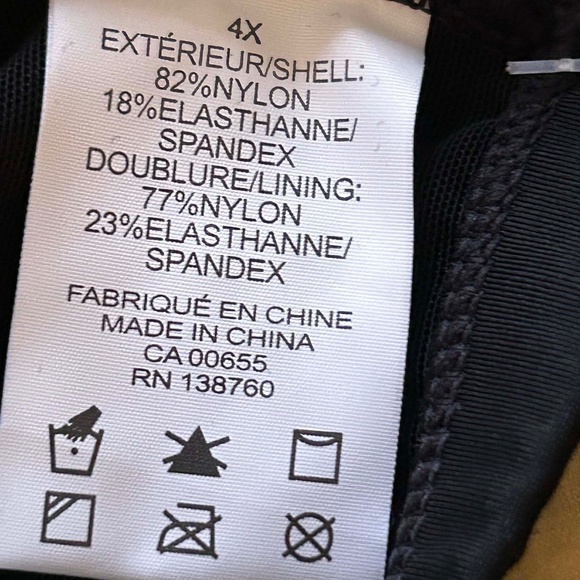 4X
EXTÉRIEUR/SHELL:
82%NYLON
18%ELASTHANNE/
SPANDEX
DOUBLURE/LINING:
77%NYLON
23%ELASTHANNE/
SPANDEX
FABRIQUÉ EN CHINE
MADE IN CHINA
CA 00655
RN 138760